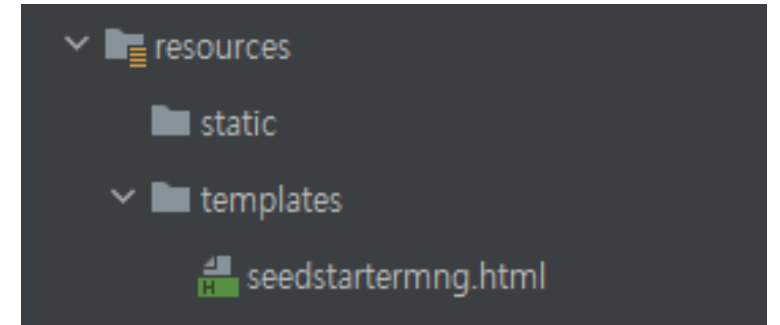 resources
static
templates
H
seedstartermng.html